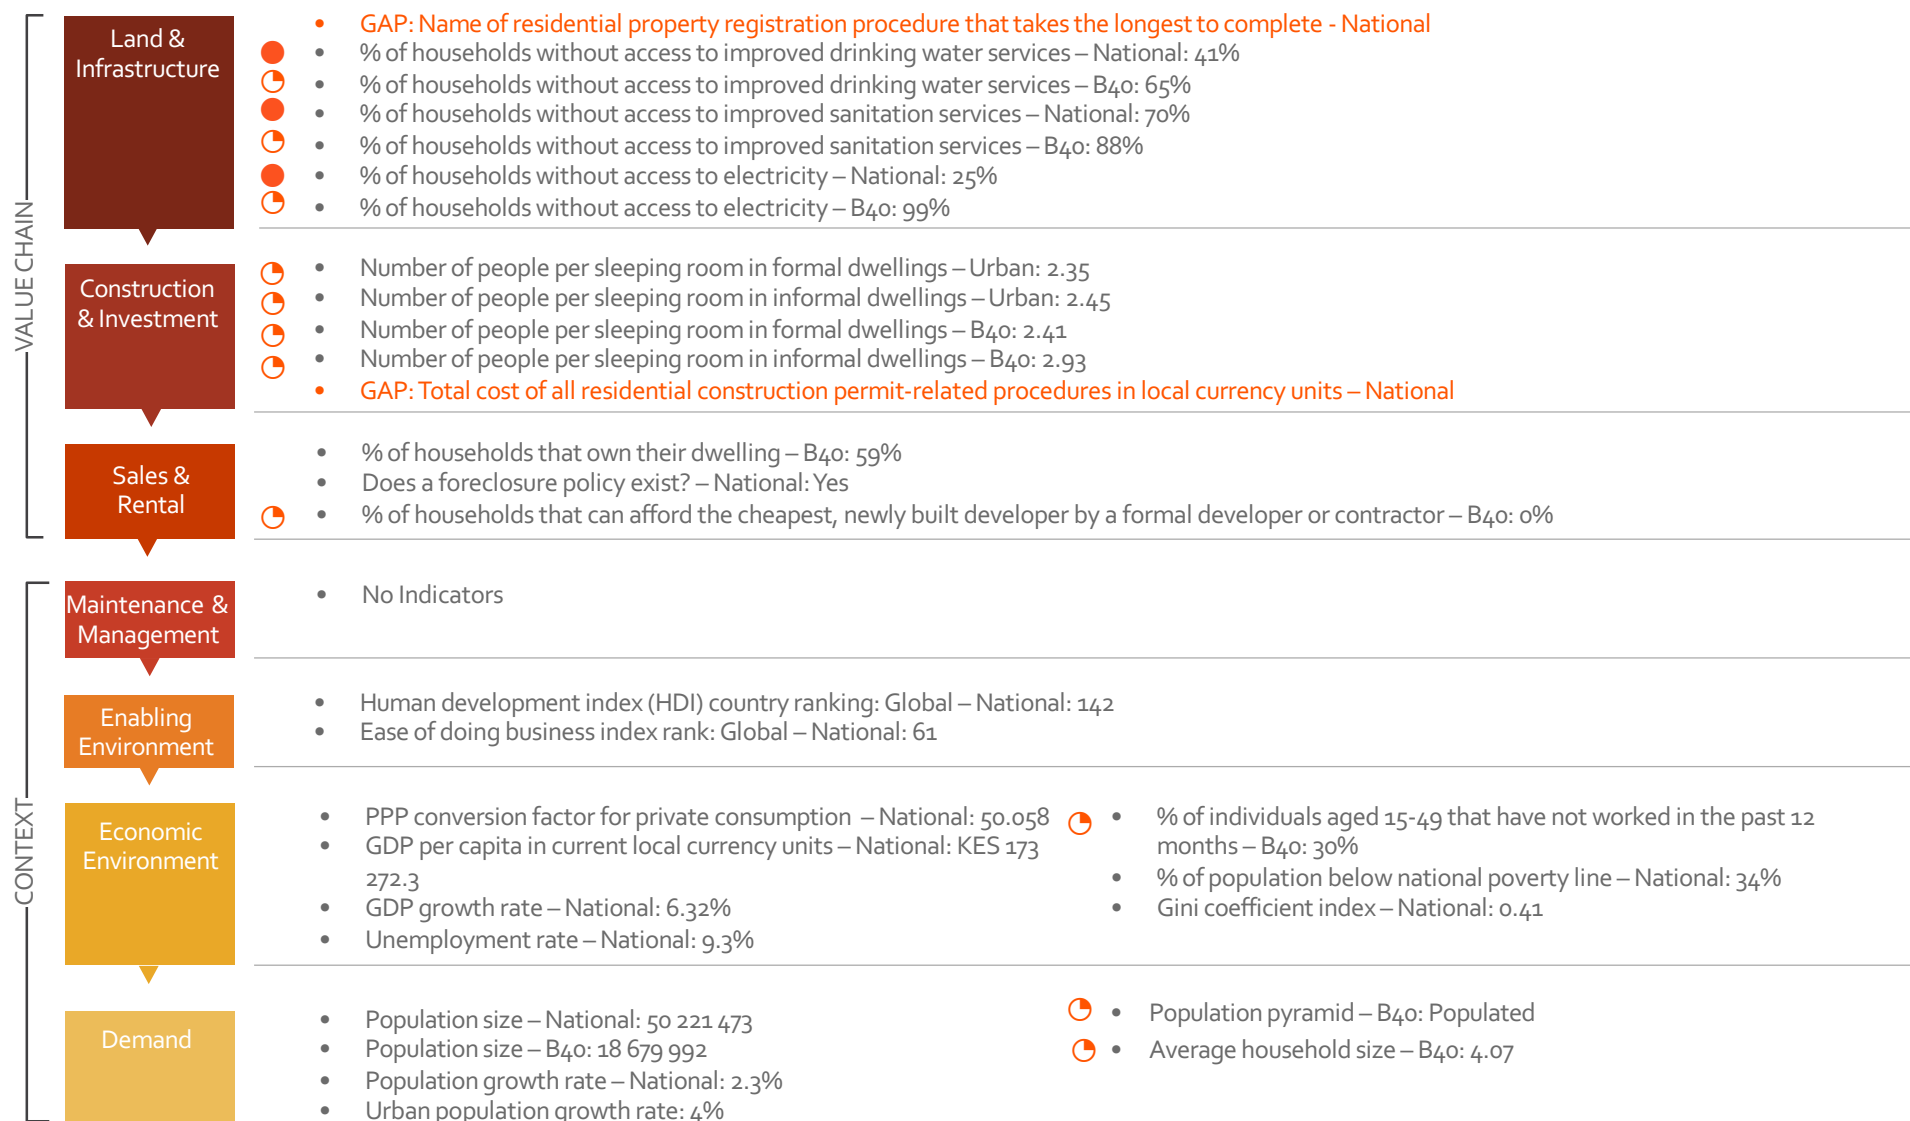 VALUE CHAIN
Land &
Infrastructure
• GAP: Name of residential property registration procedure that takes the longest to complete - National
• % of households without access to improved drinking water services – National: 41%
• % of households without access to improved drinking water services – B40: 65%
• % of households without access to improved sanitation services – National: 70%
• % of households without access to improved sanitation services – B40: 88%
• % of households without access to electricity – National: 25%
• % of households without access to electricity – B40: 99%
Construction
& Investment
• Number of people per sleeping room in formal dwellings – Urban: 2.35
• Number of people per sleeping room in informal dwellings – Urban: 2.45
• Number of people per sleeping room in formal dwellings – B40: 2.41
• Number of people per sleeping room in informal dwellings – B40: 2.93
• GAP: Total cost of all residential construction permit-related procedures in local currency units – National
Sales &
Rental
• % of households that own their dwelling – B40: 59%
• Does a foreclosure policy exist? – National: Yes
• % of households that can afford the cheapest, newly built developer by a formal developer or contractor – B40: 0%
CONTEXT
Maintenance &
Management
• No Indicators
Enabling
Environment
• Human development index (HDI) country ranking: Global – National: 142
• Ease of doing business index rank: Global – National: 61
Economic
Environment
• PPP conversion factor for private consumption – National: 50.058
• GDP per capita in current local currency units – National: KES 173
272.3
• GDP growth rate – National: 6.32%
• Unemployment rate – National: 9.3%
• % of individuals aged 15-49 that have not worked in the past 12
months – B40: 30%
• % of population below national poverty line – National: 34%
• Gini coefficient index – National: 0.41
Demand
• Population size – National: 50 221 473
• Population size – B40: 18 679 992
• Population growth rate – National: 2.3%
• Urban population growth rate: 4%
• Population pyramid – B40: Populated
• Average household size – B40: 4.07